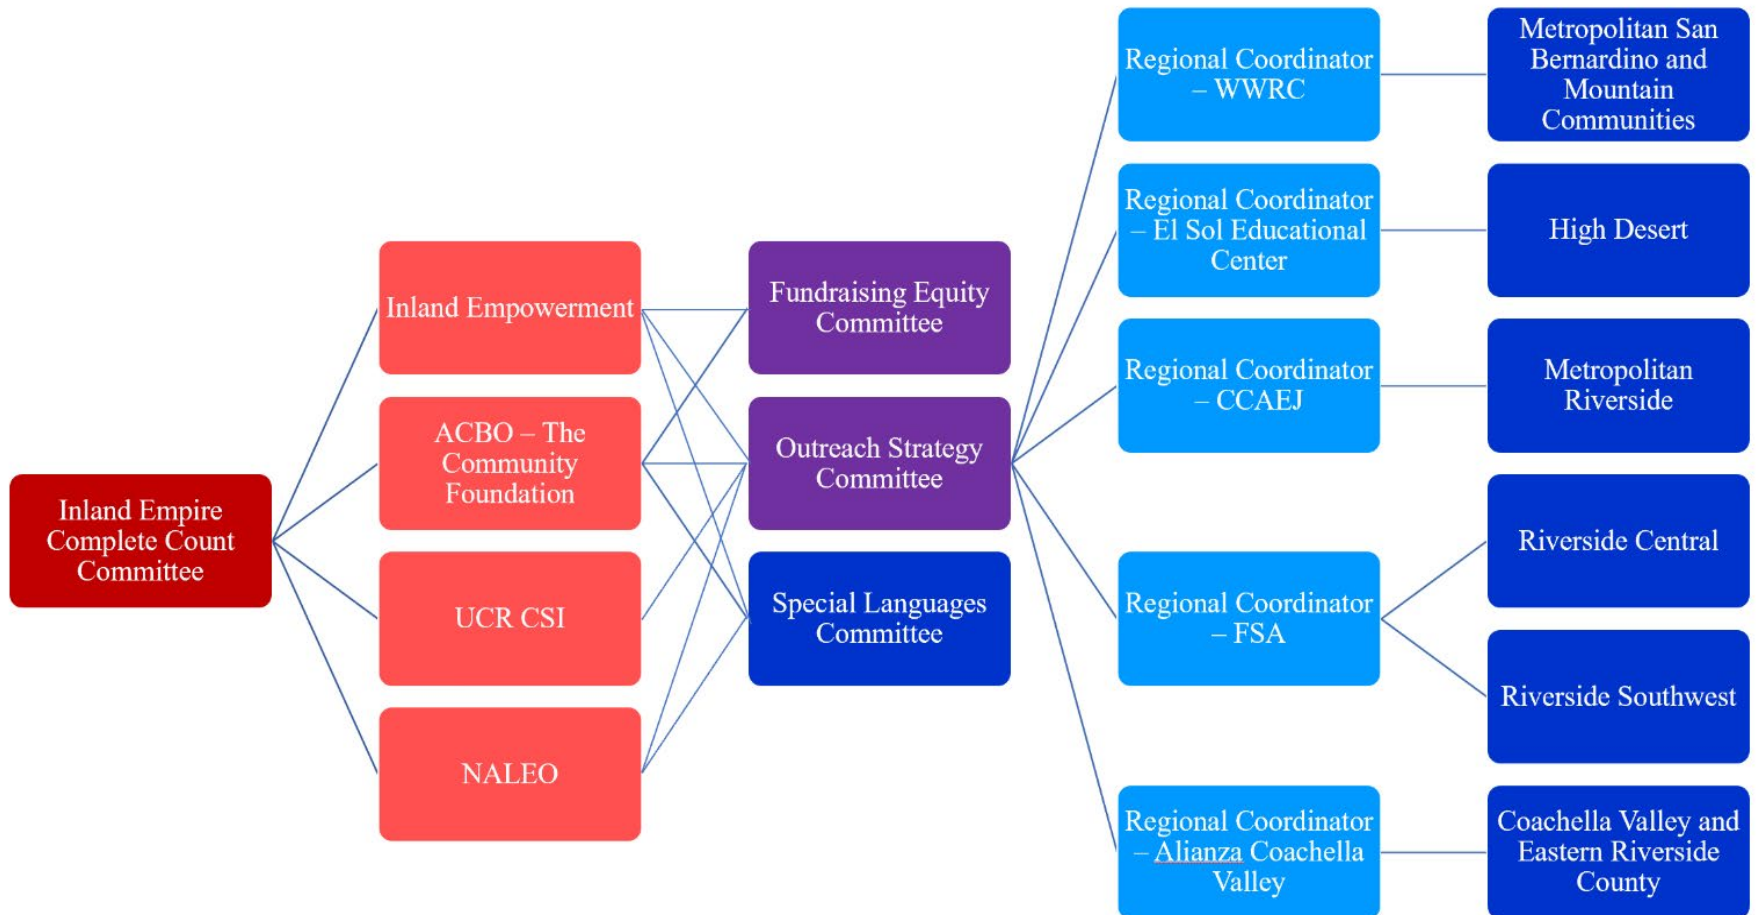 Inland Empire
Complete Count
Committee
Inland Empowerment
ACBO – The
Community
Foundation
UCR CSI
NALEO
Fundraising Equity
Committee
Outreach Strategy
Committee
Special Languages
Committee
Regional Coordinator
– WWRC
Regional Coordinator
– El Sol Educational
Center
Regional Coordinator
– CCAEJ
Regional Coordinator
– FSA
Regional Coordinator
– Alianza Coachella
Valley
Metropolitan San
Bernardino and
Mountain
Communities
High Desert
Metropolitan
Riverside
Riverside Central
Riverside Southwest
Coachella Valley and
Eastern Riverside
County